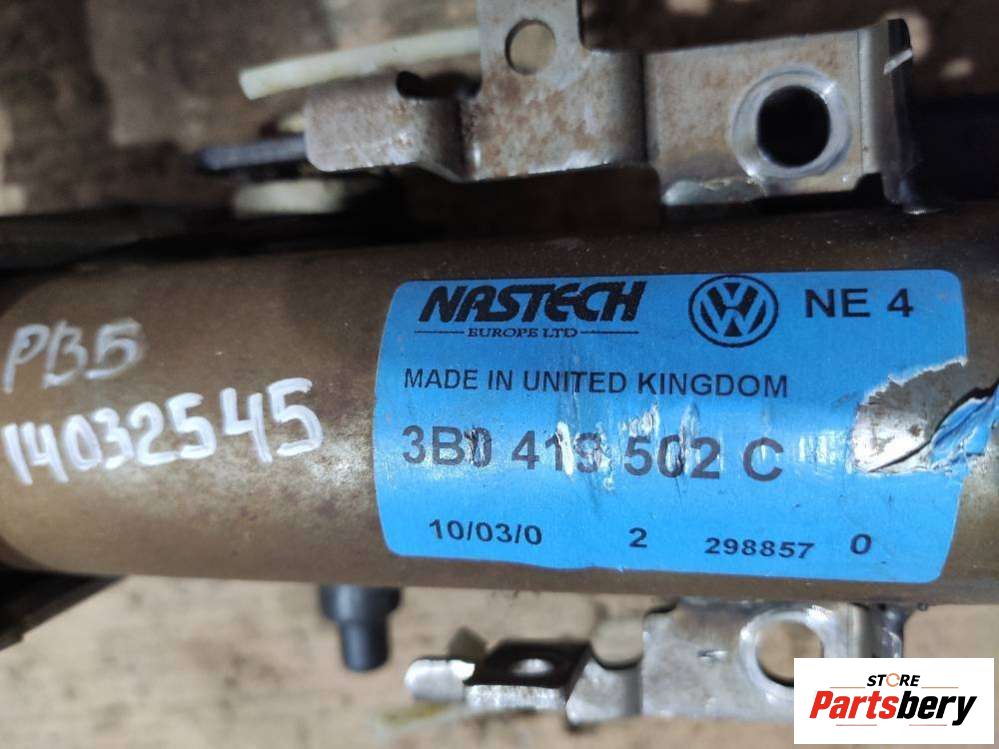 NASTECH
EUROPE LTD
VW
NE 4
MADE IN UNITED KINGDOM
3B0 419 502 C
10/03/0 2 298857 0
PB5
14032545
STORE
Partsbery